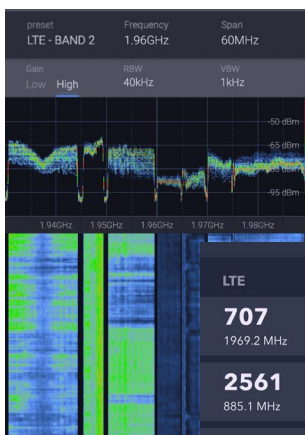 preset Frequency Span
LTE - BAND 2 1.96GHz 60MHz
Gain RBW VBW
Low High 40kHz 1kHz
-50 dBm
-65 dBm
dBm
-95 dBm
1.94GHz 1.95GHz 1.96GHz 1.97GHz 1.98GHz
LTE
707
1969.2 MHz
2561
885.1 MHz